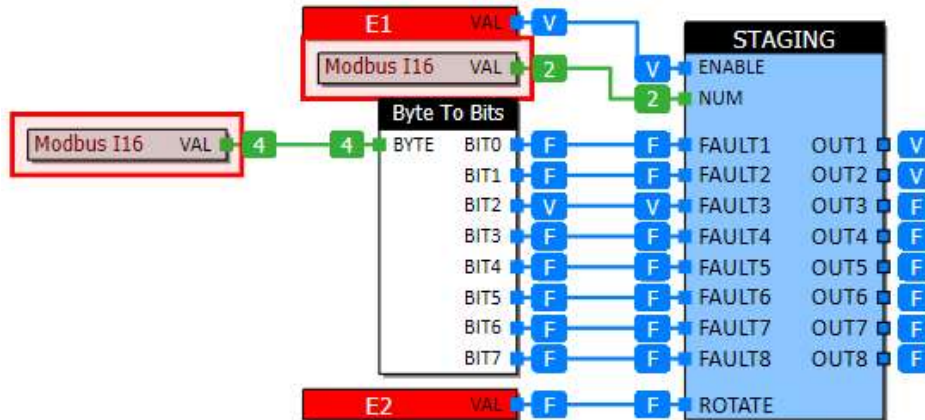 E1 VAL V STAGING
Modbus I16 VAL 2 V ENABLE
2 NUM
Byte To Bits
Modbus I16 VAL 4 4 BYTE BIT0 F F FAULT1 OUT1 V
BIT1 F F FAULT2 OUT2 V
BIT2 V V FAULT3 OUT3 F
BIT3 F F FAULT4 OUT4 F
BIT4 F F FAULT5 OUT5 F
BIT5 F F FAULT6 OUT6 F
BIT6 F F FAULT7 OUT7 F
BIT7 F F FAULT8 OUT8 F
E2 VAL F F ROTATE